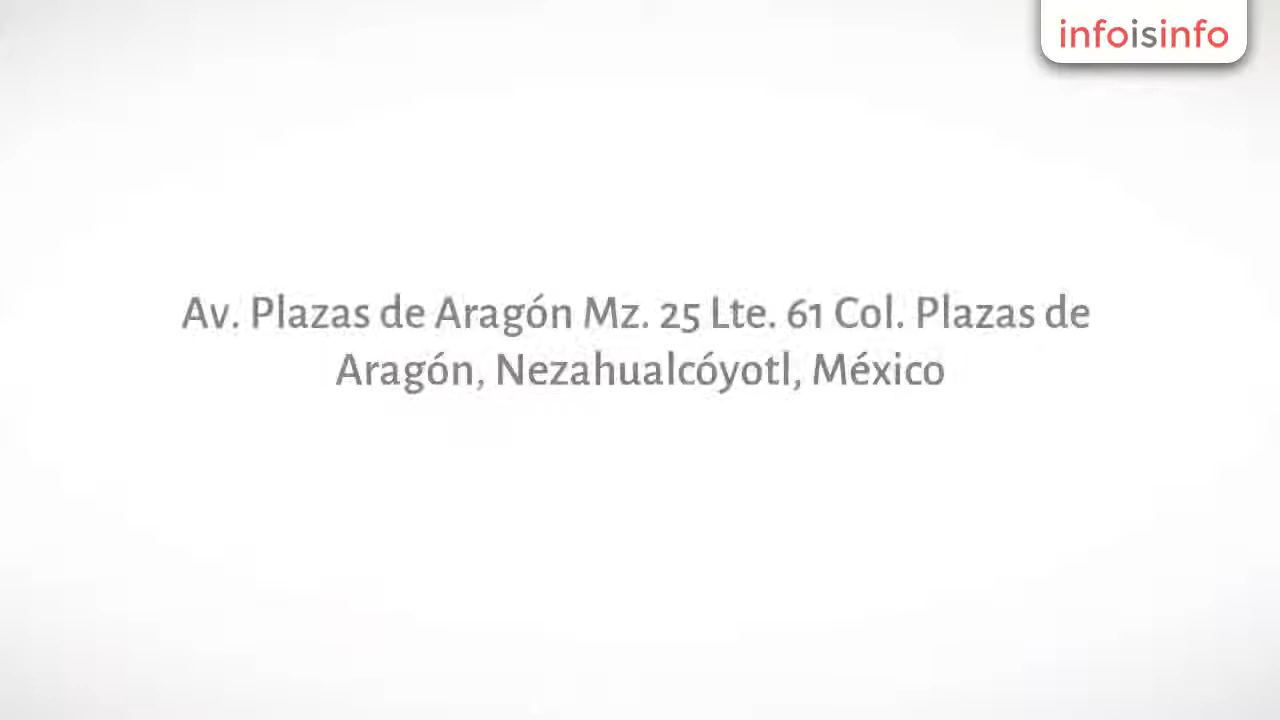 infoisinfo
Av. Plazas de Aragón Mz. 25 Lte. 61 Col. Plazas de
Aragón, Nezahualcóyotl, México